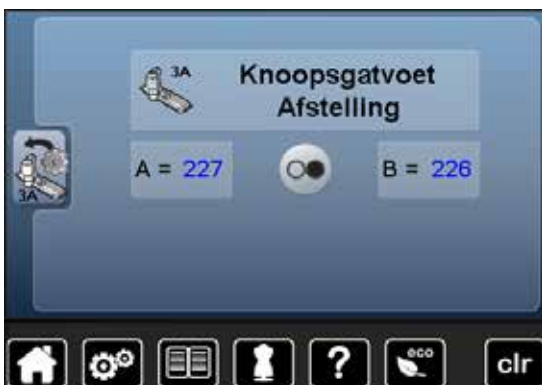 3A
Knoopsgatvoet
Afstelling
A = 227
B = 226
3A
?
eco
clr